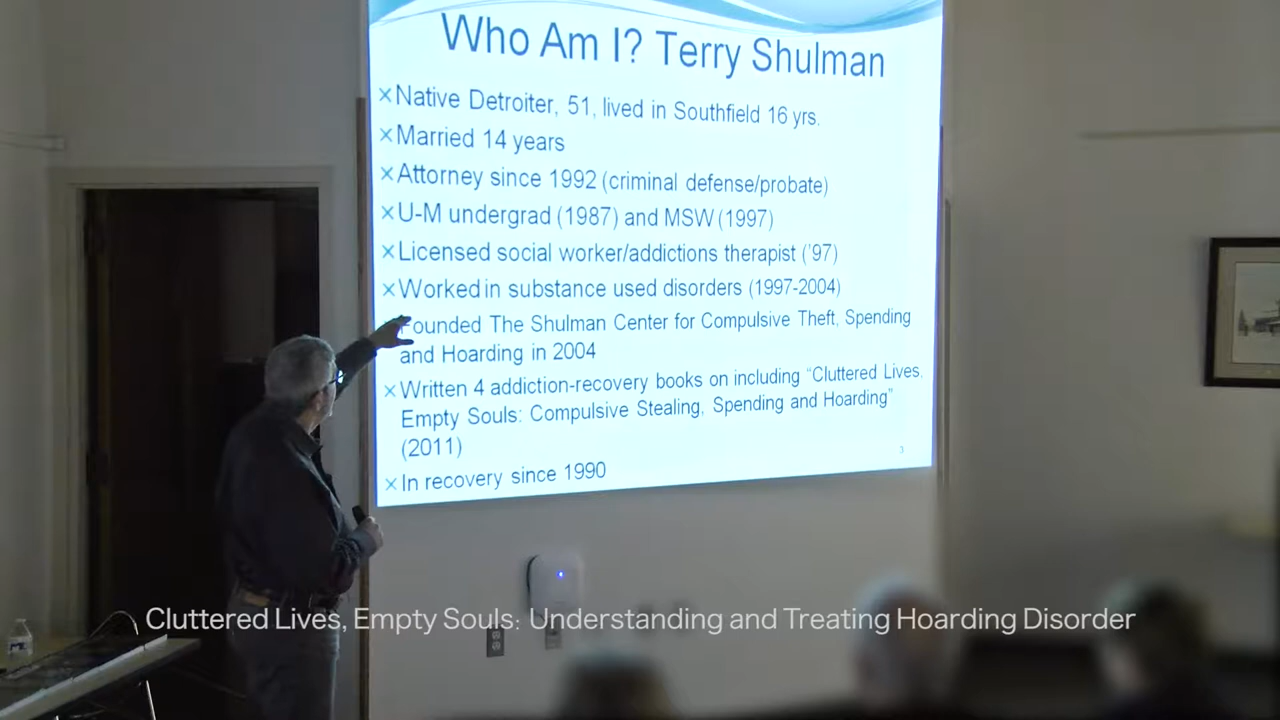 Who Am I? Terry Shulman
×Native Detroiter, 51, lived in Southfield 16 yrs.
×Married 14 years
×Attorney since 1992 (criminal defense/probate)
×U-M undergrad (1987) and MSW (1997)
×Licensed social worker/addictions therapist ('97)
×Worked in substance used disorders (1997-2004)
Founded The Shulman Center for Compulsive Theft, Spending
and Hoarding in 2004
×Written 4 addiction-recovery books on including "Cluttered Lives,
Empty Souls: Compulsive Stealing, Spending and Hoarding"
(2011)
3
×In recovery since 1990
Cluttered Lives, Empty Souls: Understanding and Treating Hoarding Disorder